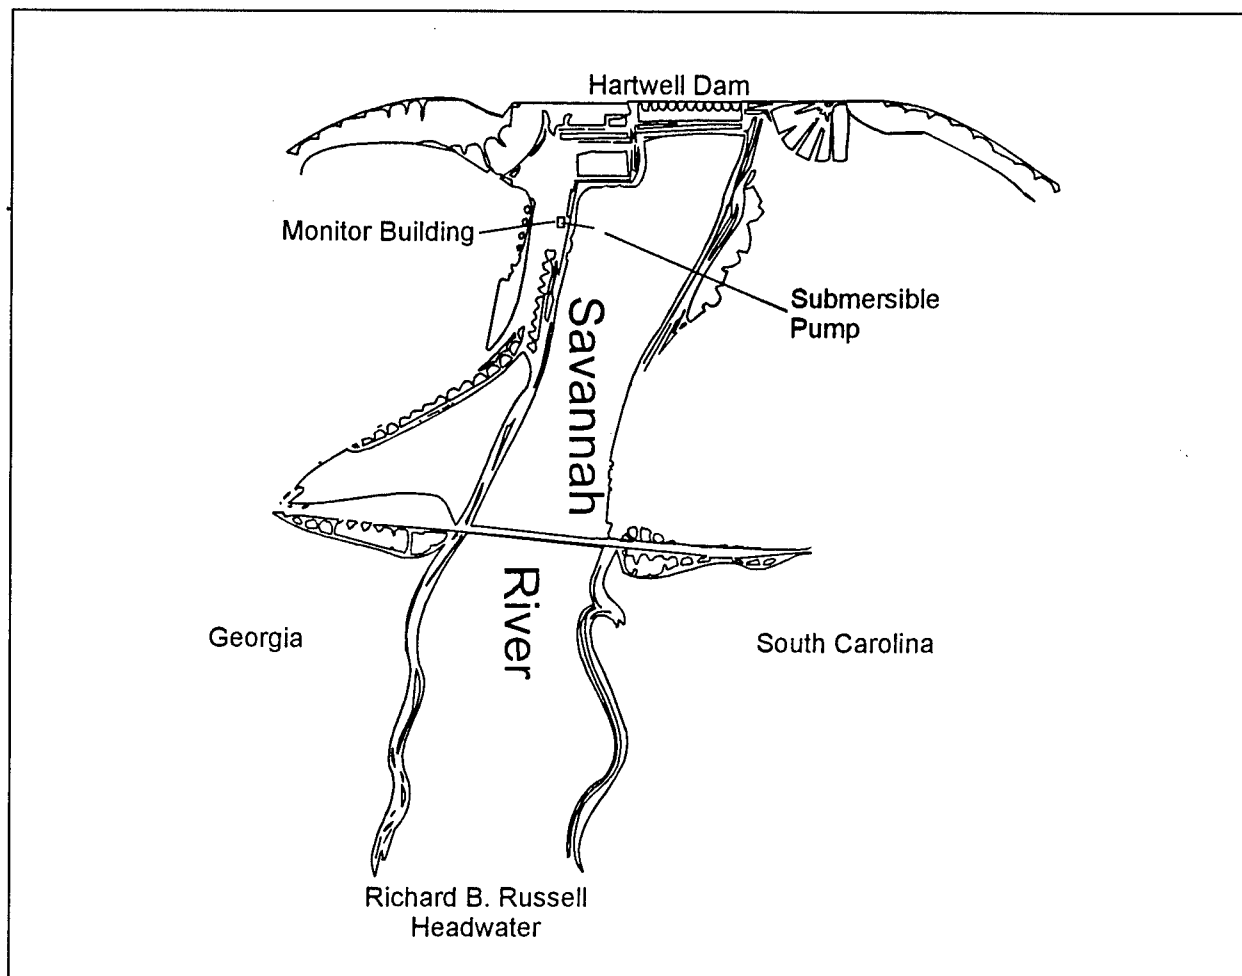 Hartwell Dam
Monitor Building
Submersible
Pump
Savannah
River
Georgia
South Carolina
Richard B. Russell
Headwater